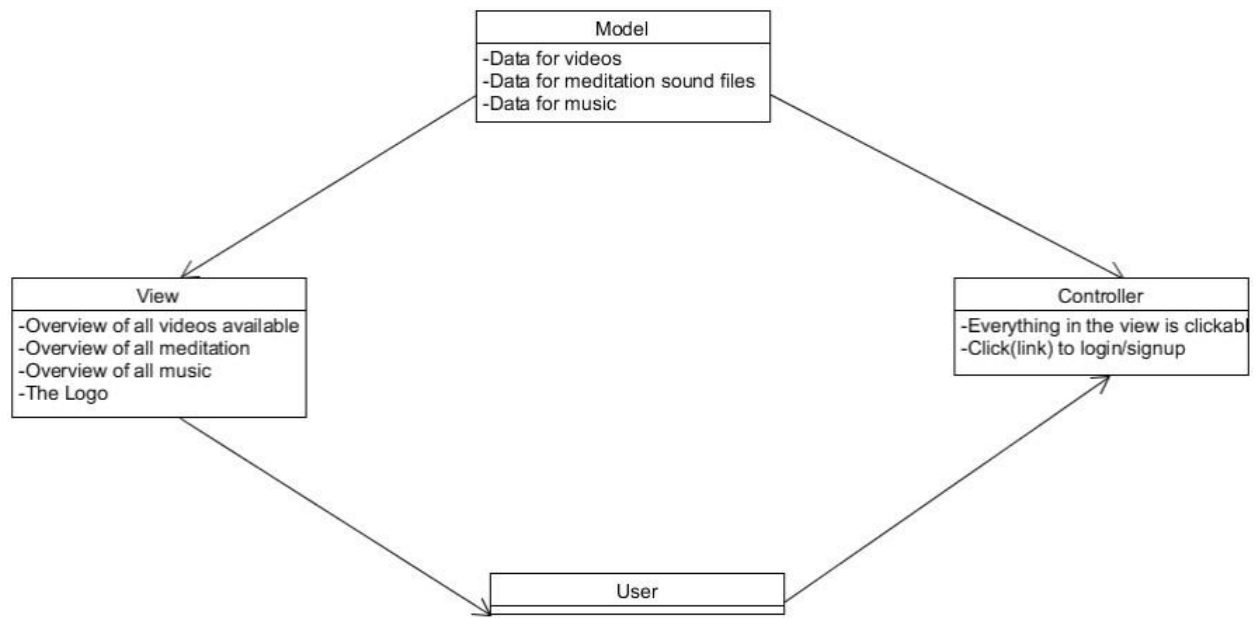 Model
-Data for videos
-Data for meditation sound files
-Data for music
View
-Overview of all videos available
-Overview of all meditation
-Overview of all music
-The Logo
Controller
-Everything in the view is clickabl
-Click(link) to login/signup
User